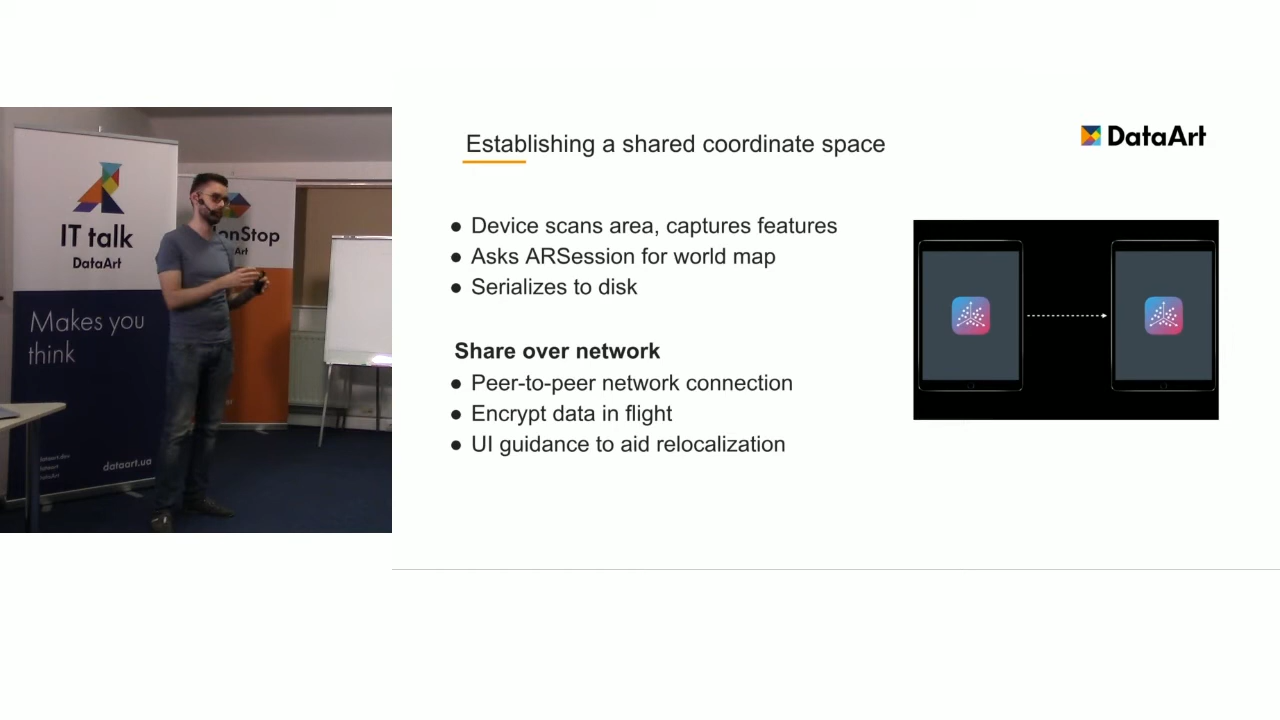 IT talk
DataArt
Makes you
think
dataart.ua
Establishing a shared coordinate space
DataArt
● Device scans area, captures features
● Asks ARSession for world map
● Serializes to disk
Share over network
● Peer-to-peer network connection
● Encrypt data in flight
● UI guidance to aid relocalization